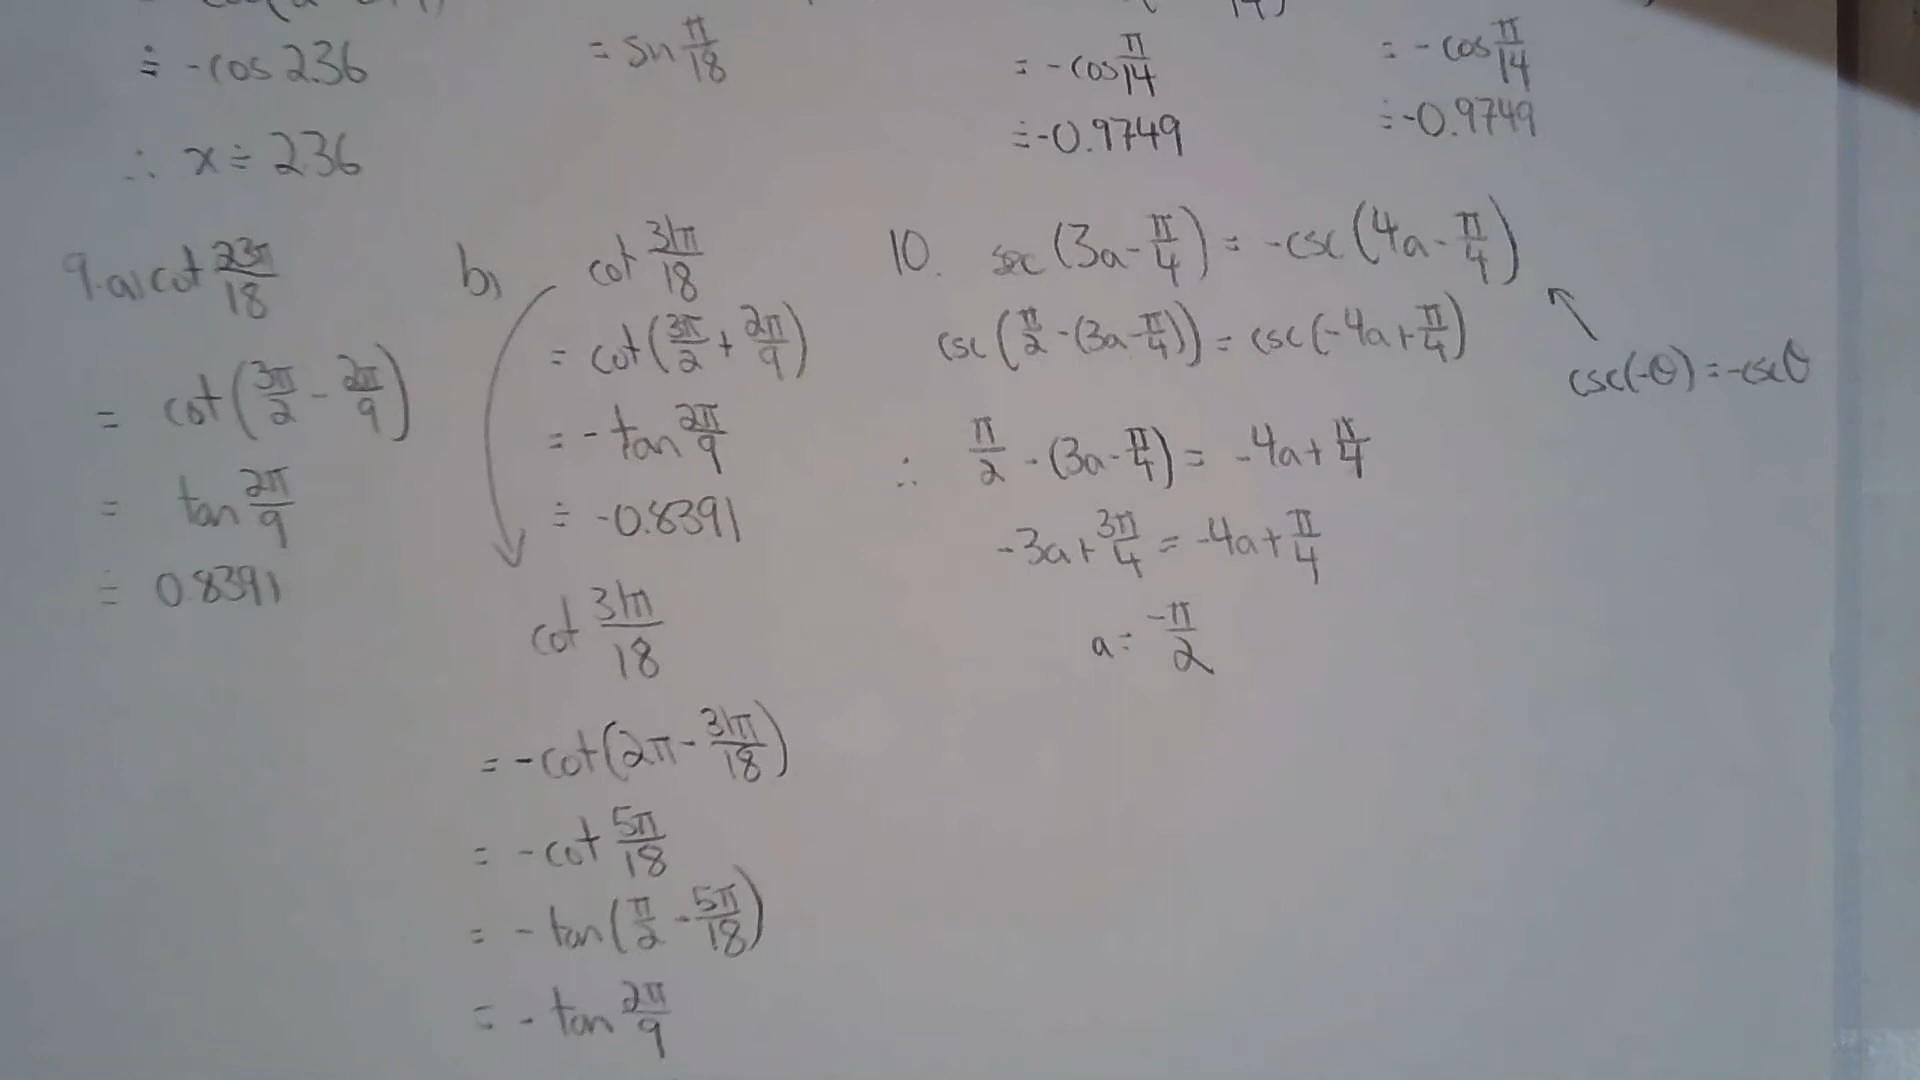 ≐ -cos 2.36
∴ x ≐ 2.36
= sin π/18
= -cos π/14
≐ -0.9749
= -cos π/14
≐ -0.9749
9. a) cot 23π/18
= cot(3π/2 - 2π/9)
= tan 2π/9
≐ 0.8391
b) cot 31π/18
= cot(3π/2 + 2π/9)
= -tan 2π/9
≐ -0.8391
cot 31π/18
= -cot(2π - 31π/18)
= -cot 5π/18
= -tan(π/2 - 5π/18)
= -tan 2π/9
10. sec(3a - π/4) = -csc(4a - π/4)
csc(π/2 - (3a - π/4)) = csc(-4a + π/4)
csc(-θ) = -cscθ
∴ π/2 - (3a - π/4) = -4a + π/4
-3a + 3π/4 = -4a + π/4
a = -π/2